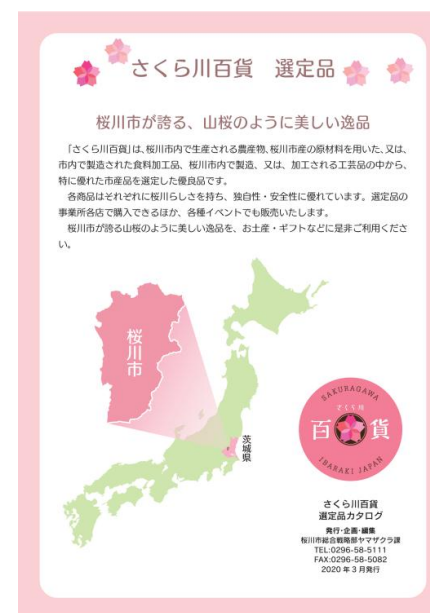 さくら川百貨　選定品
桜川市が誇る、山桜のように美しい逸品
「さくら川百貨」は、桜川市内で生産される農産物、桜川市産の原材料を用いた、又は、
市内で製造された食料加工品、桜川市内で製造、又は、加工される工芸品の中から、
特に優れた市産品を選定した優良品です。
各商品はそれぞれに桜川らしさを持ち、独自性・安全性に優れています。選定品の
事業所各店で購入できるほか、各種イベントでも販売いたします。
桜川市が誇る山桜のように美しい逸品を、お土産・ギフトなどに是非ご利用くださ
い。
桜川市
茨城県
SAKURAGAWA
さくら川
百貨
IBARAKI JAPAN
さくら川百貨
選定品カタログ
発行・企画・編集
桜川市総合戦略部ヤマザクラ課
TEL:0296-58-5111
FAX:0296-58-5082
2020年3月発行